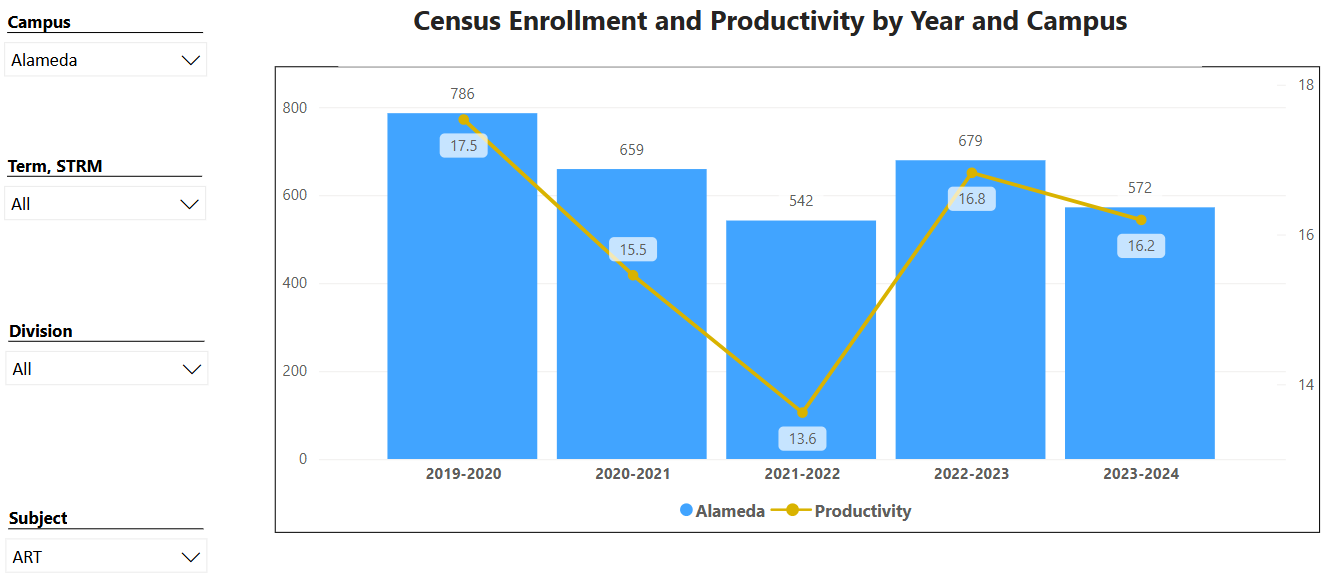 Census Enrollment and Productivity by Year and Campus
Campus
Alameda
Term, STRM
All
Division
All
Subject
ART
800
600
400
200
0
18
16
14
786
659
542
679
572
17.5
15.5
13.6
16.8
16.2
2019-2020
2020-2021
2021-2022
2022-2023
2023-2024
Alameda Productivity